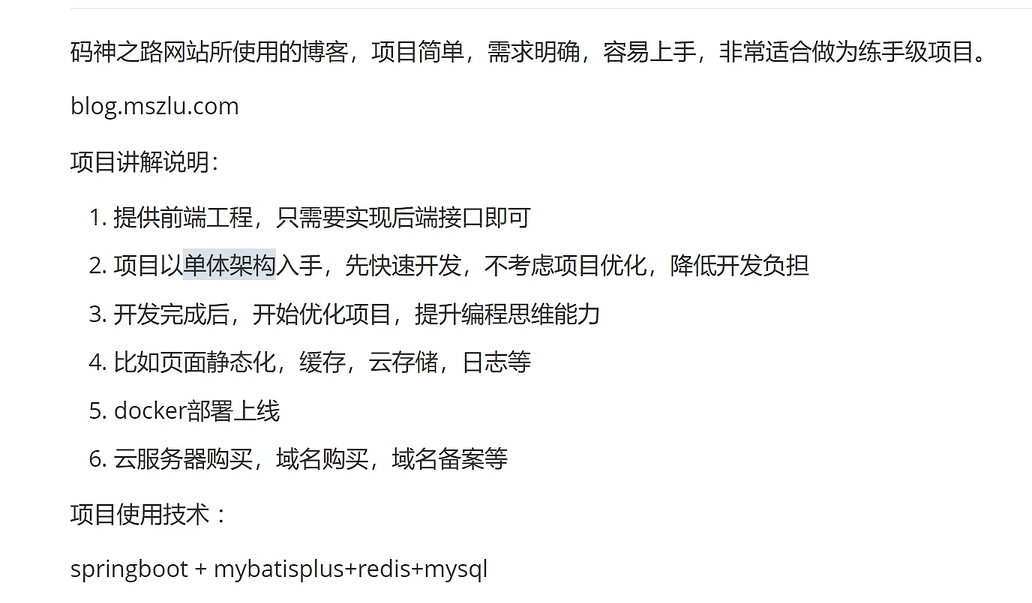 码神之路网站所使用的博客，项目简单，需求明确，容易上手，非常适合做为练手级项目。
blog.mszlu.com
项目讲解说明：
1. 提供前端工程，只需要实现后端接口即可
2. 项目以单体架构入手，先快速开发，不考虑项目优化，降低开发负担
3. 开发完成后，开始优化项目，提升编程思维能力
4. 比如页面静态化，缓存，云存储，日志等
5. docker部署上线
6. 云服务器购买，域名购买，域名备案等
项目使用技术 ：
springboot + mybatisplus+redis+mysql